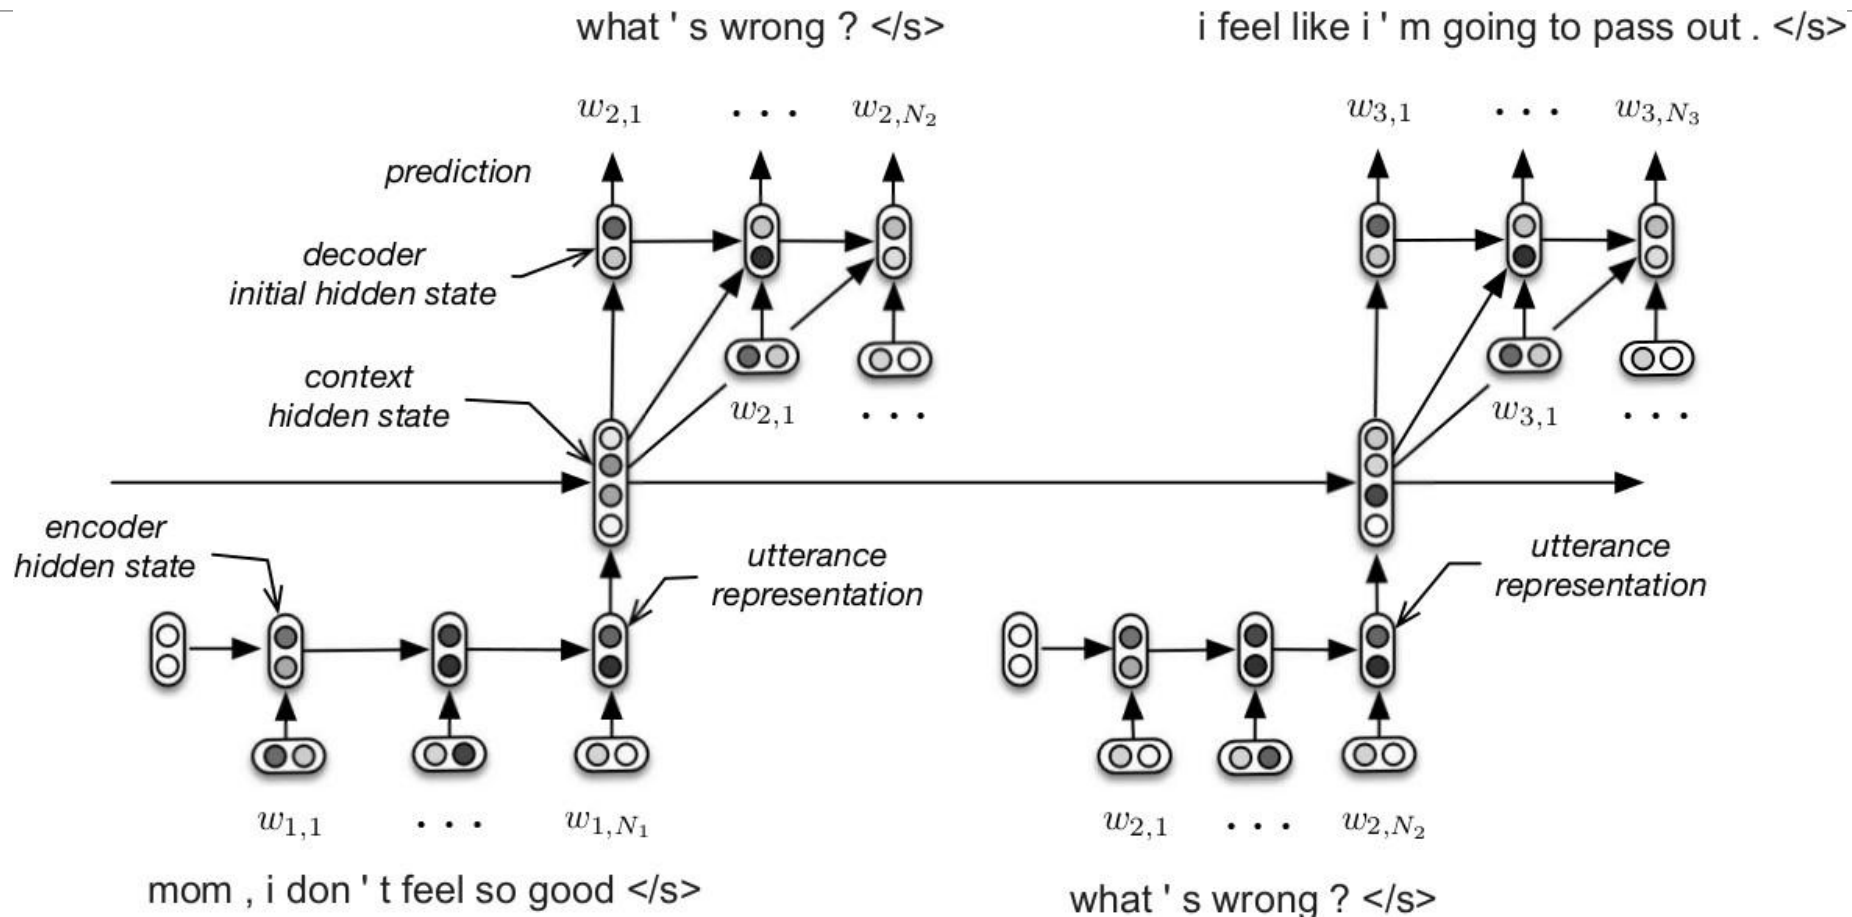 what ' s wrong ? </s>
i feel like i ' m going to pass out . </s>
w2,1 . . . w2,N2
w3,1 . . . w3,N3
prediction
decoder
initial hidden state
context
hidden state
w2,1 . . .
w3,1 . . .
encoder
hidden state
utterance
representation
utterance
representation
w1,1 . . . w1,N1
w2,1 . . . w2,N2
mom , i don ' t feel so good </s>
what ' s wrong ? </s>